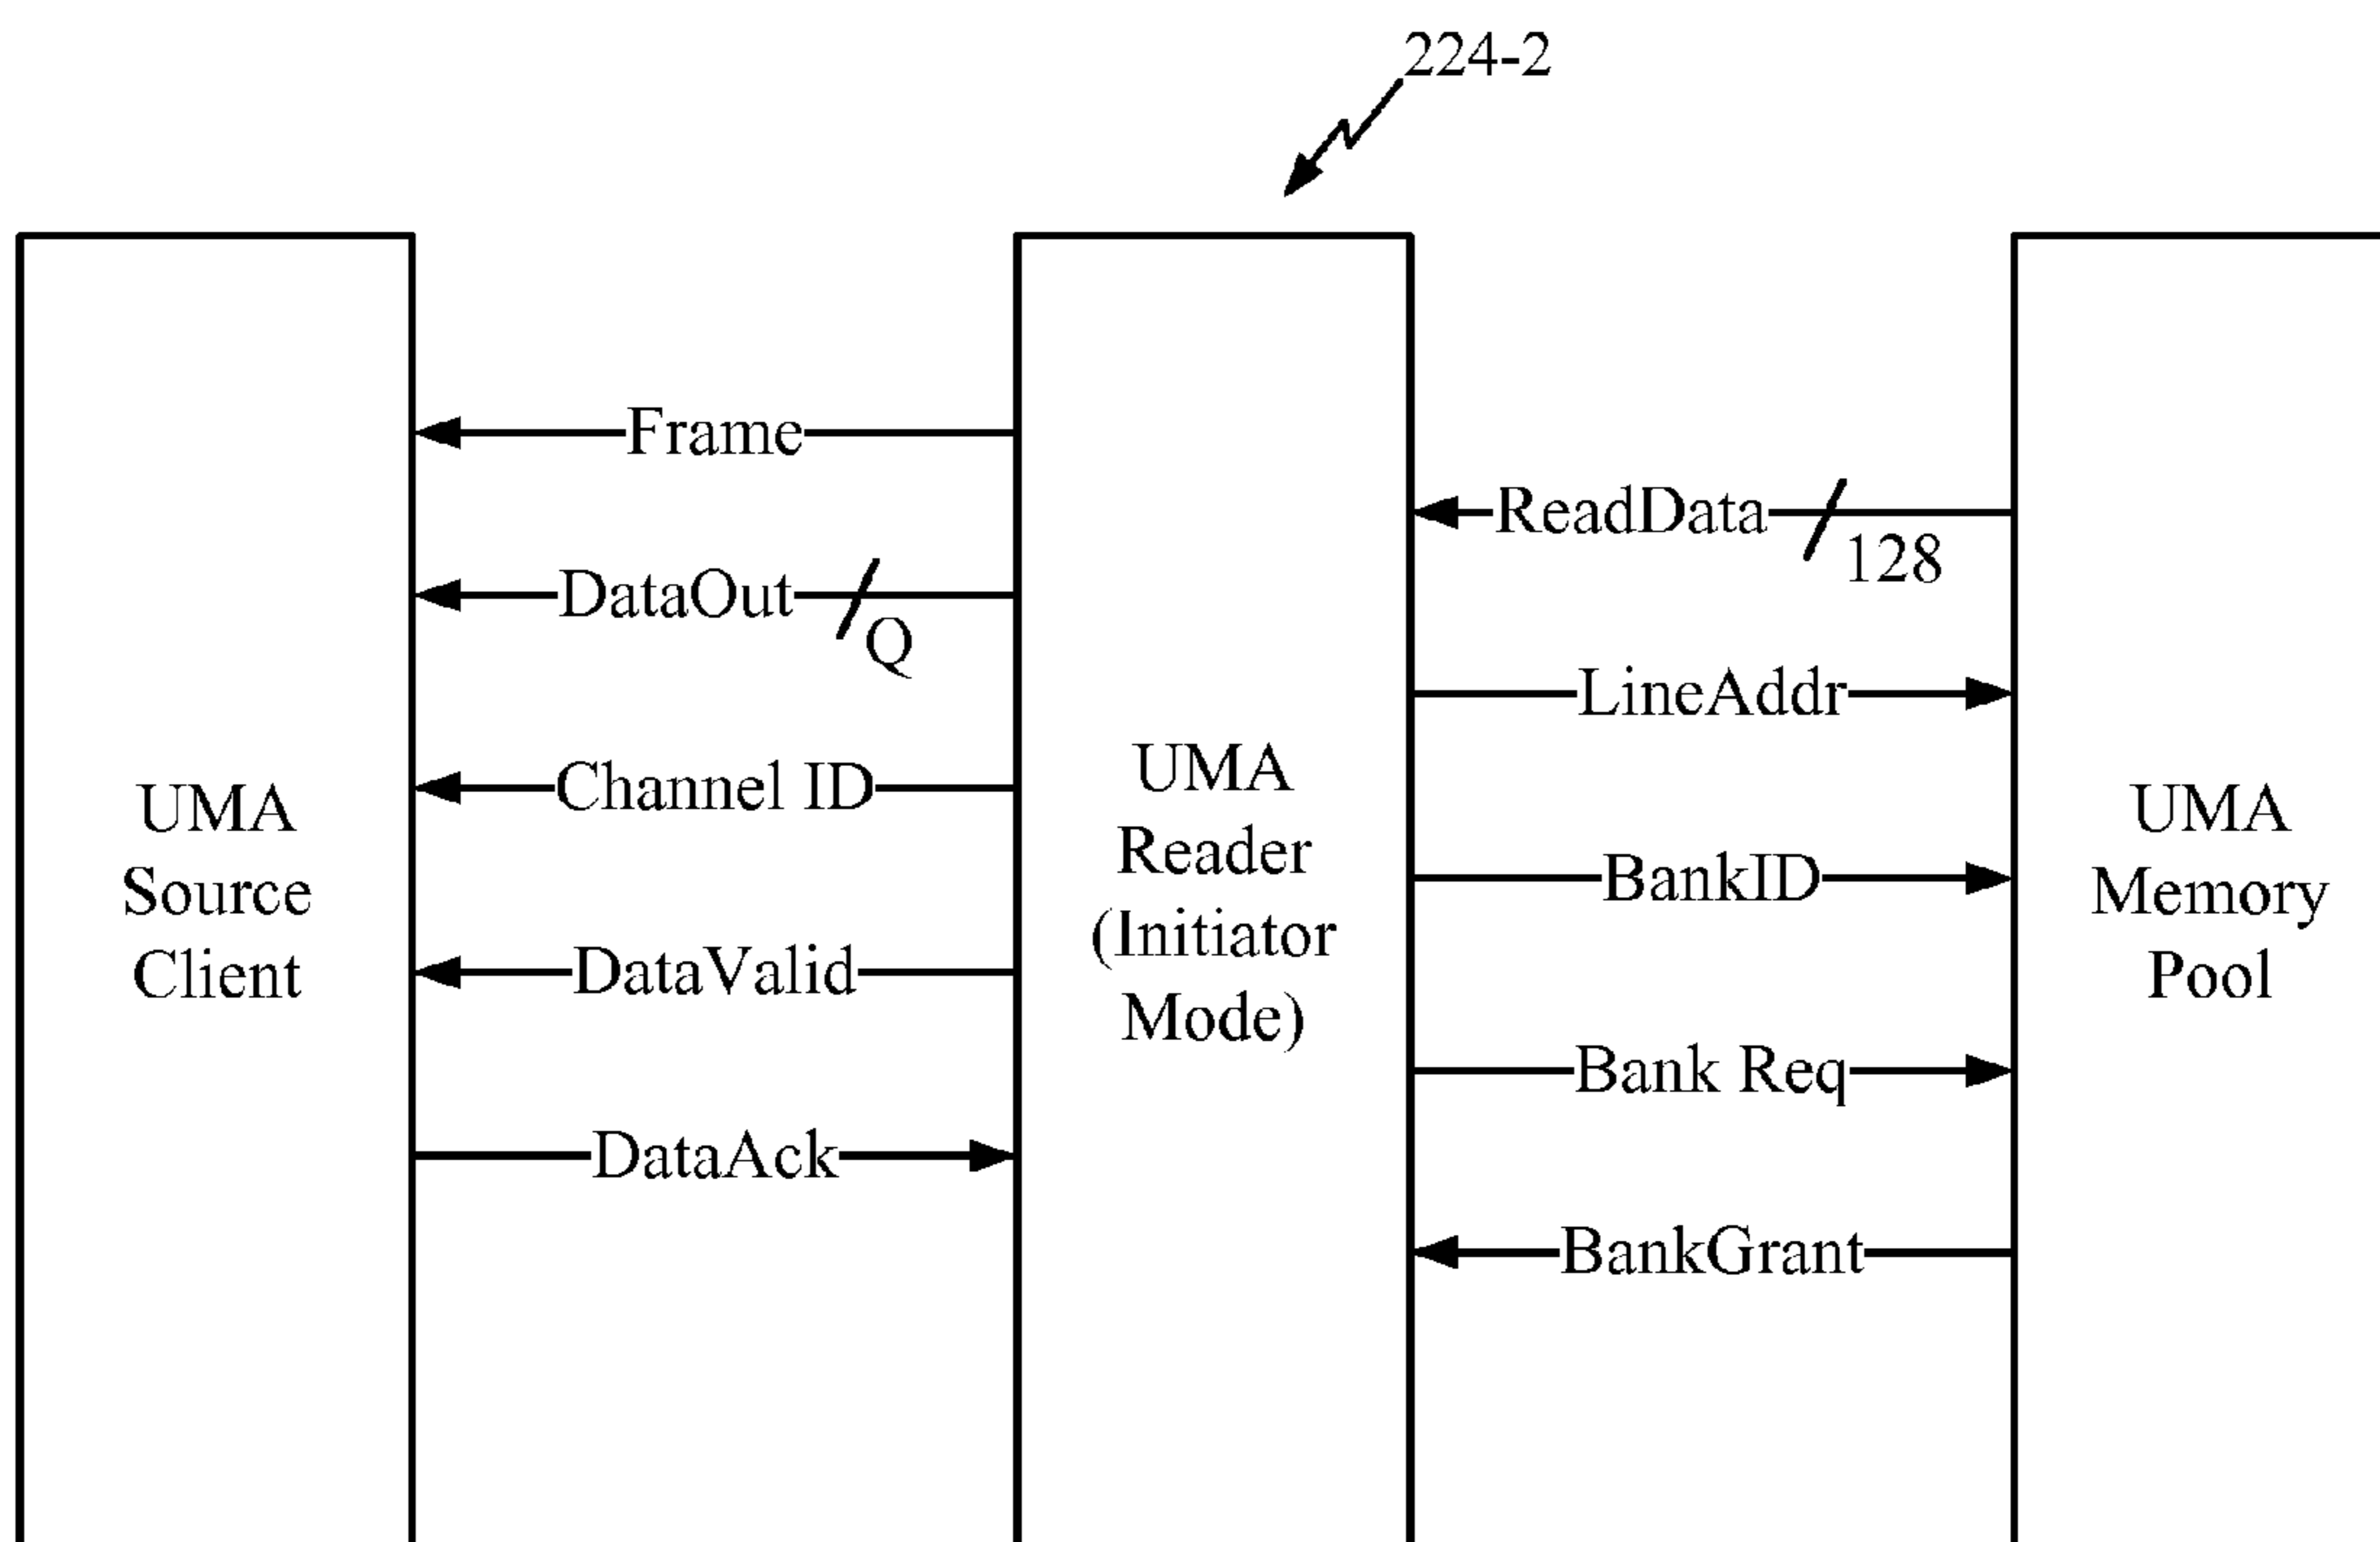 224-2
Frame
DataOut
Q
Channel ID
DataValid
DataAck
UMA
Source
Client
UMA
Reader
(Initiator
Mode)
ReadData
128
LineAddr
BankID
Bank Req
BankGrant
UMA
Memory
Pool